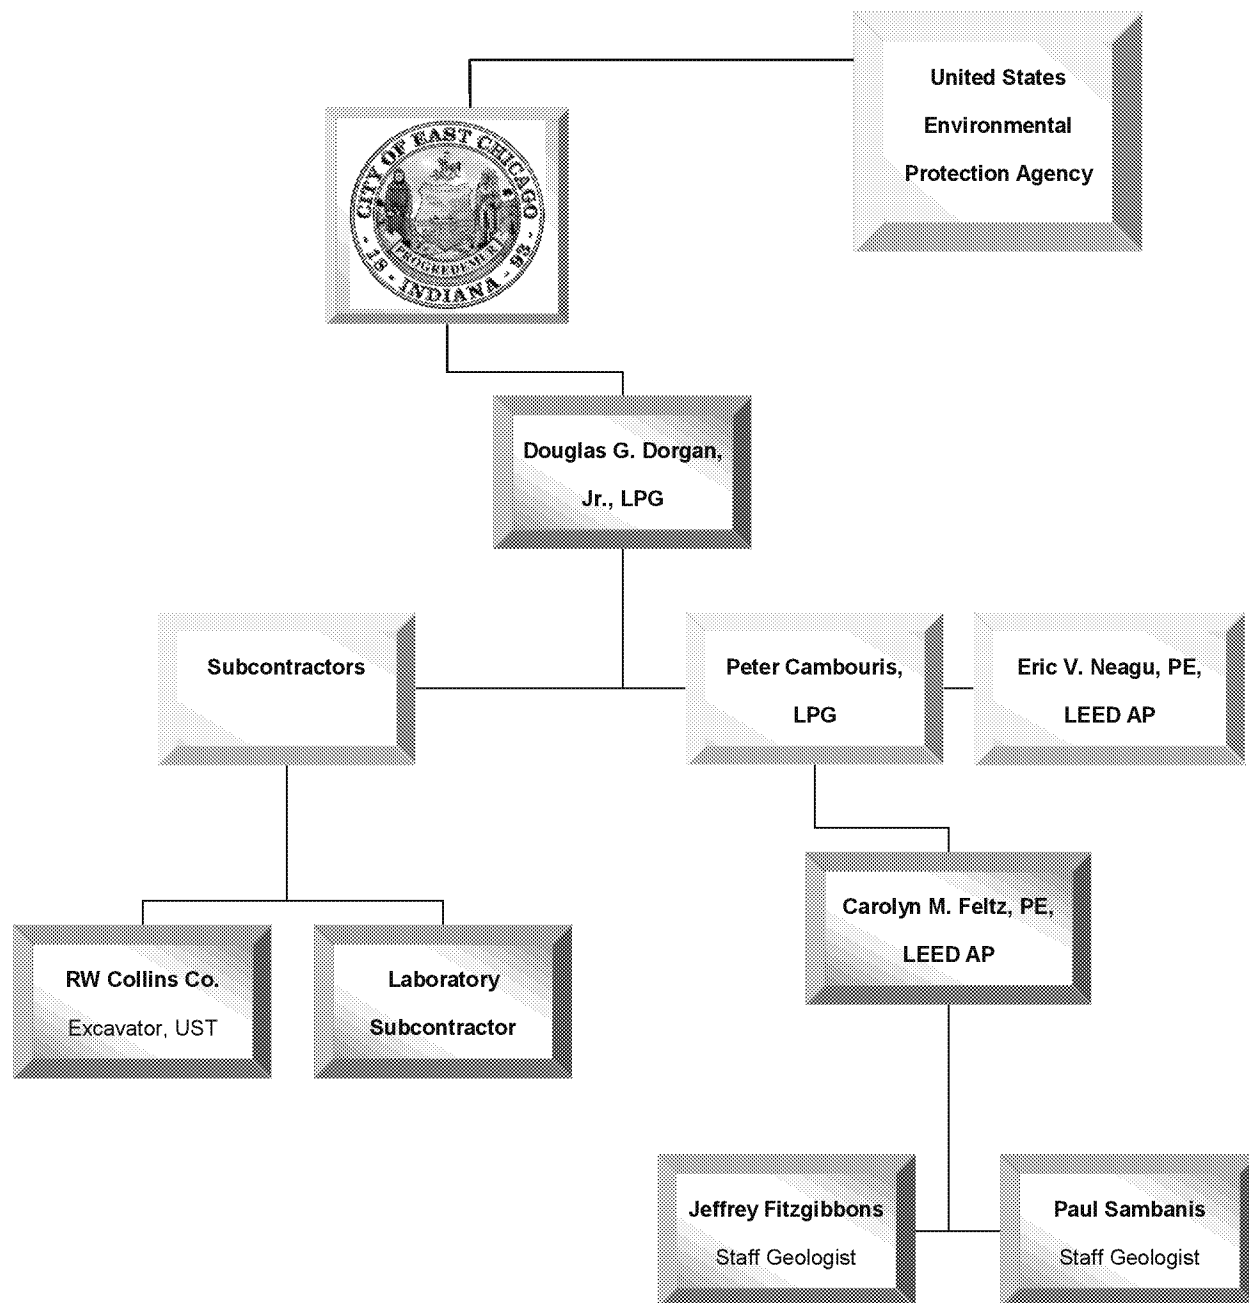 United States
Environmental
Protection Agency
CITY OF EAST CHICAGO
PROGREDEMUR
- 18 - INDIANA - 93 -
Douglas G. Dorgan,
Jr., LPG
Subcontractors
Peter Cambouris,
LPG
Eric V. Neagu, PE,
LEED AP
Carolyn M. Feltz, PE,
LEED AP
RW Collins Co.
Excavator, UST
Laboratory
Subcontractor
Jeffrey Fitzgibbons
Staff Geologist
Paul Sambanis
Staff Geologist